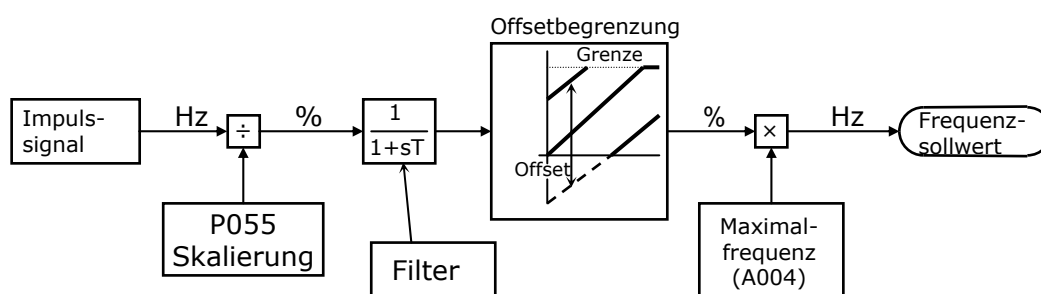 Offsetbegrenzung
Grenze
Offset
Impuls-
signal
Hz
÷
%
1
1+sT
%
×
Hz
Frequenz-
sollwert
P055
Skalierung
Filter
Maximal-
frequenz
(A004)